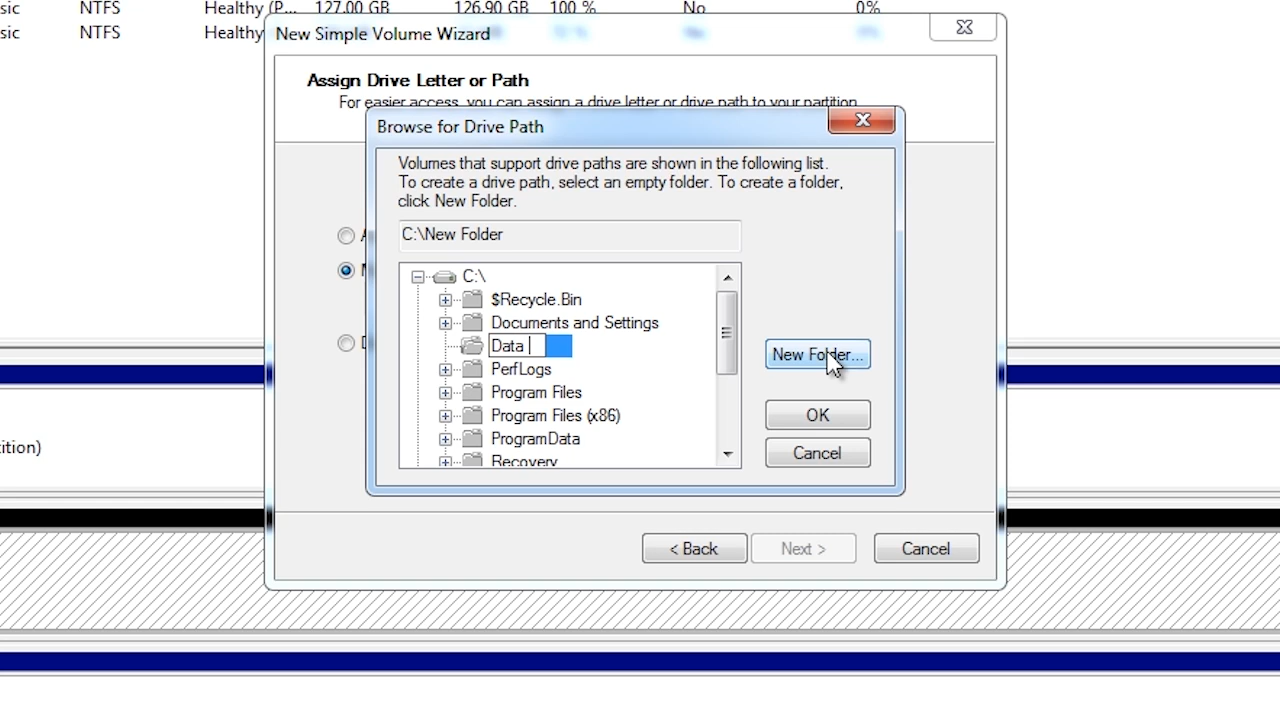 sic NTFS Healthy (P... 127.00 GB 126.90 GB 100 % No 0%
sic NTFS Healthy
New Simple Volume Wizard
Assign Drive Letter or Path
For easier access, you can assign a drive letter or drive path to your partition.
Browse for Drive Path
Volumes that support drive paths are shown in the following list.
To create a drive path, select an empty folder. To create a folder,
click New Folder.
C:\New Folder
C:\
$Recycle.Bin
Documents and Settings
Data
PerfLogs
Program Files
Program Files (x86)
ProgramData
Recovery
New Folder...
OK
Cancel
ition)
< Back Next > Cancel